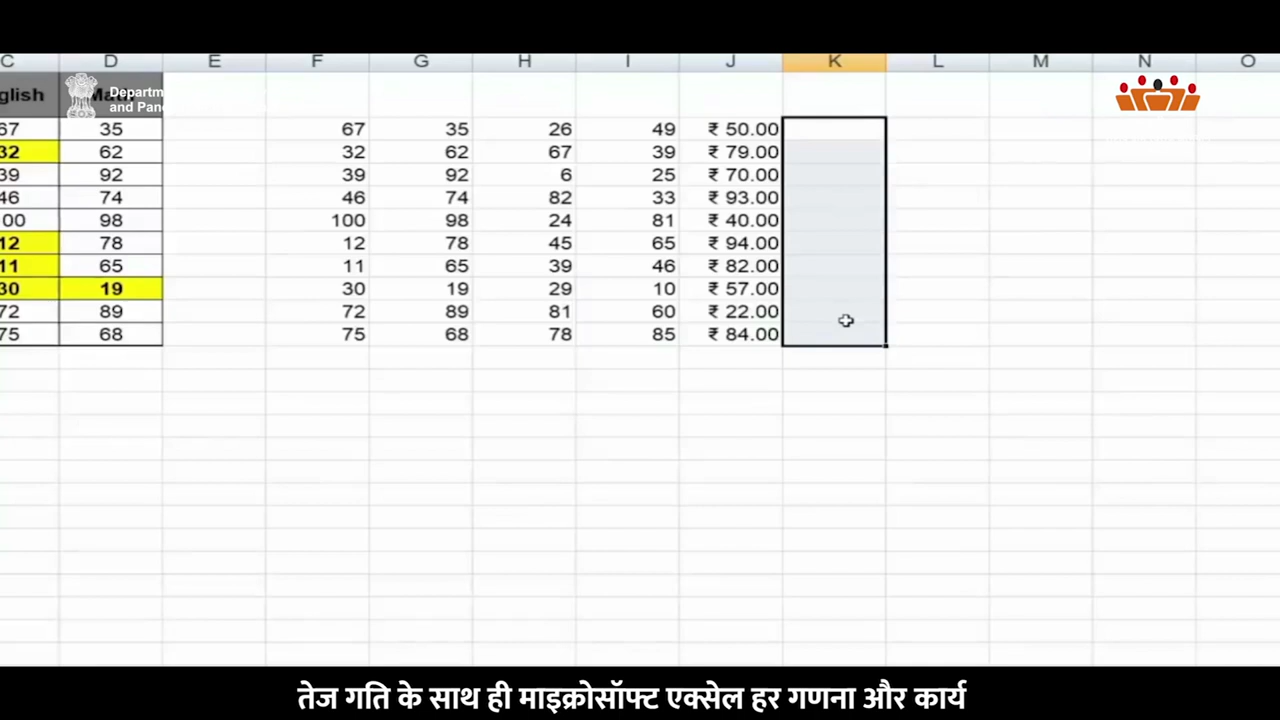 C D E F G H I J K L M N O
glish
Departm
and Pand
67 35 67 35 26 49 ₹ 50.00
32 62 32 62 67 39 ₹ 79.00
39 92 39 92 6 25 ₹ 70.00
46 74 46 74 82 33 ₹ 93.00
00 98 100 98 24 81 ₹ 40.00
12 78 12 78 45 65 ₹ 94.00
11 65 11 65 39 46 ₹ 82.00
30 19 30 19 29 10 ₹ 57.00
72 89 72 89 81 60 ₹ 22.00
75 68 75 68 78 85 ₹ 84.00
तेज गति के साथ ही माइक्रोसॉफ्ट एक्सेल हर गणना और कार्य